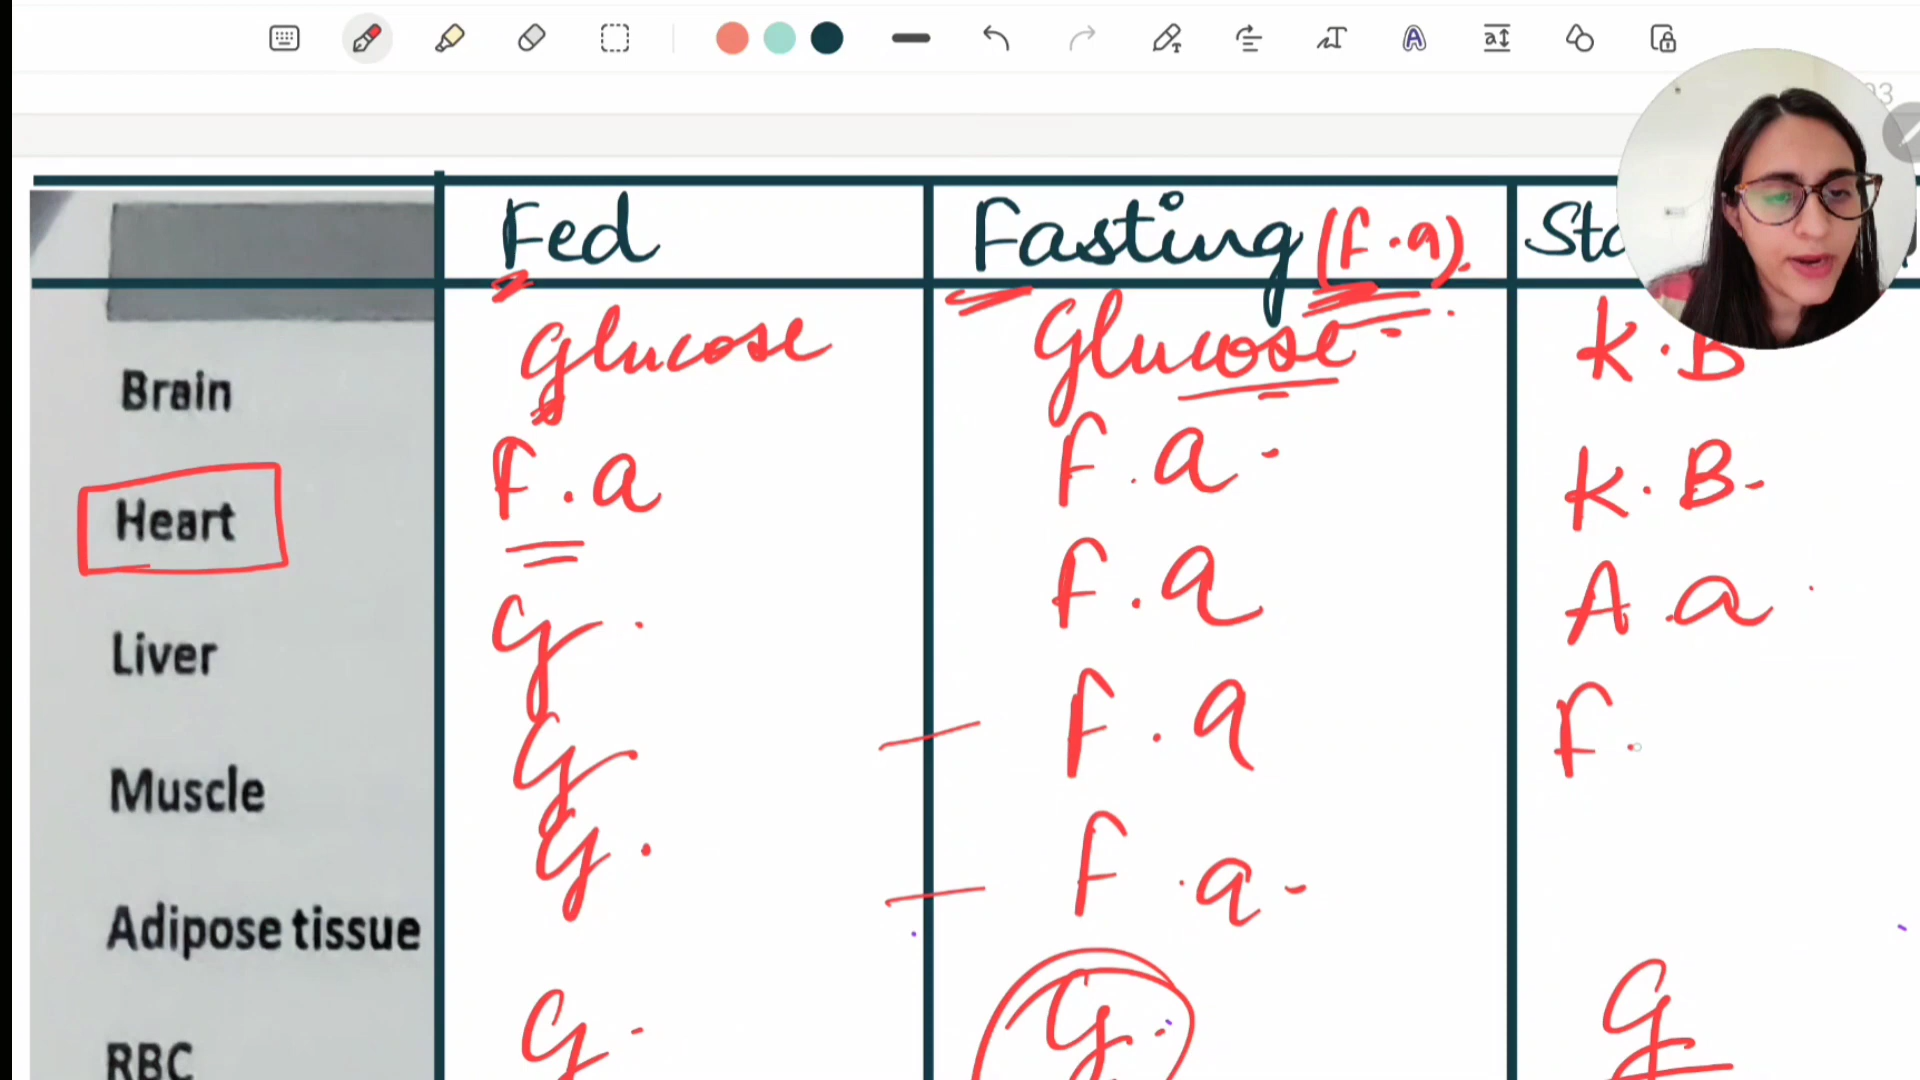 Fed Fasting (F.a). Sta
Brain glucose Glucose K.B
Heart F.a F.a K.B
Liver g. F.a A.a
Muscle g. F.a F.
Adipose tissue g. F.a
RBC g. g. g